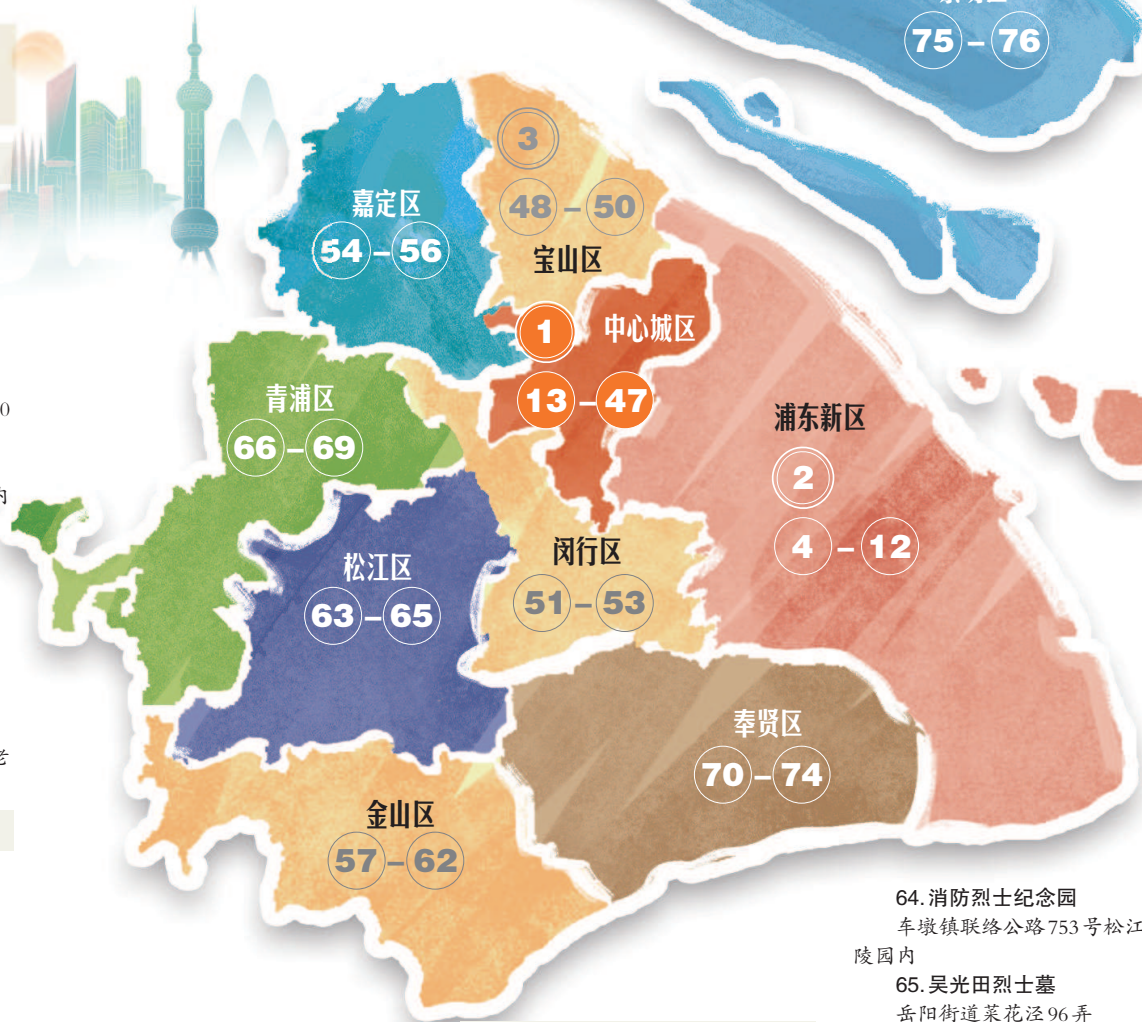 75–76
3
48–50
宝山区
嘉定区
54–56
1
中心城区
13–47
青浦区
66–69
浦东新区
2
4–12
闵行区
51–53
松江区
63–65
奉贤区
70–74
金山区
57–62
0
内
老
64.消防烈士纪念园
车墩镇联络公路753号松江
陵园内
65.吴光田烈士墓
岳阳街道菜花泾96弄